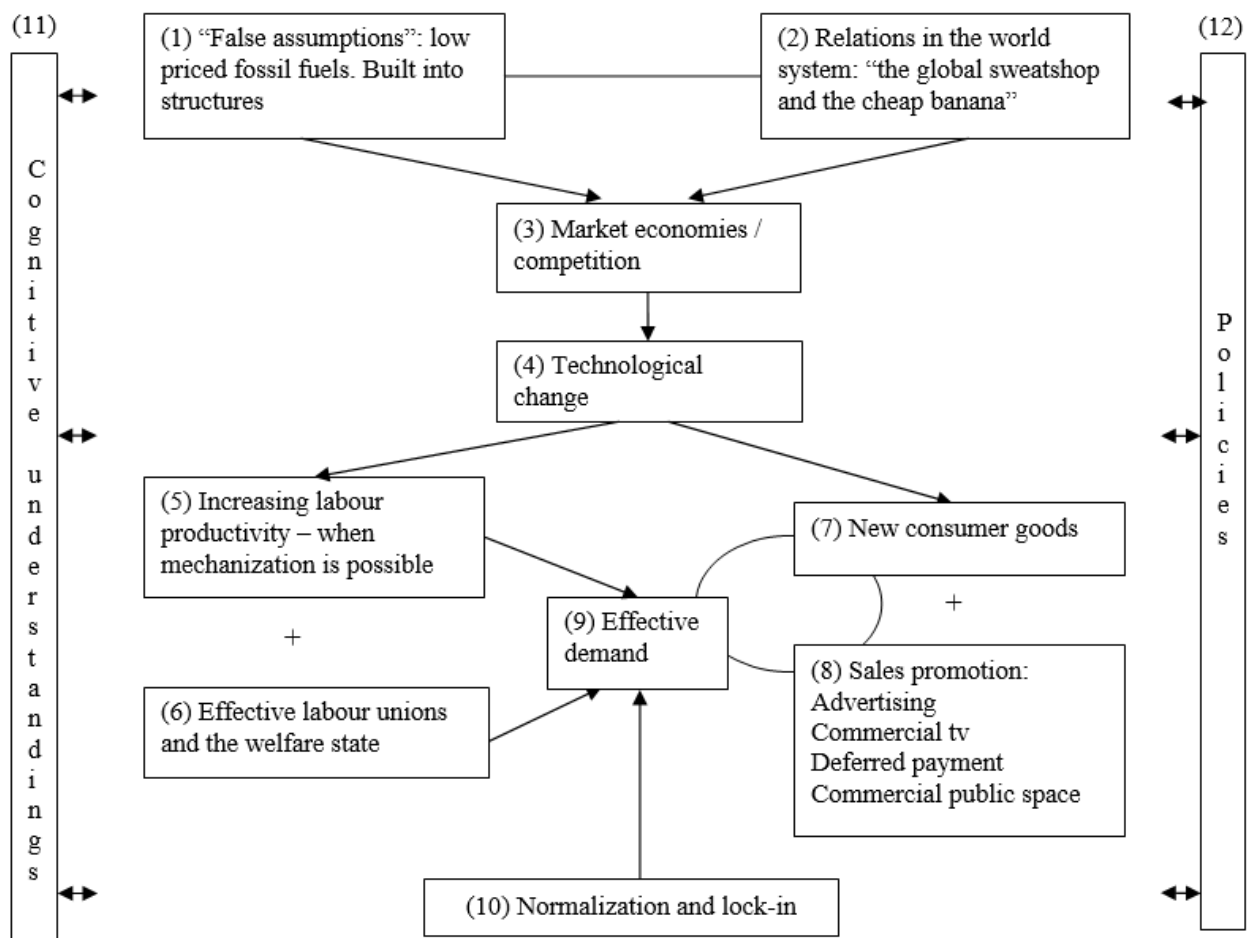 (11)
(12)
(1) “False assumptions”: low
priced fossil fuels. Built into
structures
(2) Relations in the world
system: “the global sweatshop
and the cheap banana”
Cognitive understandings
Policies
(3) Market economies /
competition
(4) Technological
change
(5) Increasing labour
productivity – when
mechanization is possible
(7) New consumer goods
+
+
(9) Effective
demand
(6) Effective labour unions
and the welfare state
(8) Sales promotion:
Advertising
Commercial tv
Deferred payment
Commercial public space
(10) Normalization and lock-in